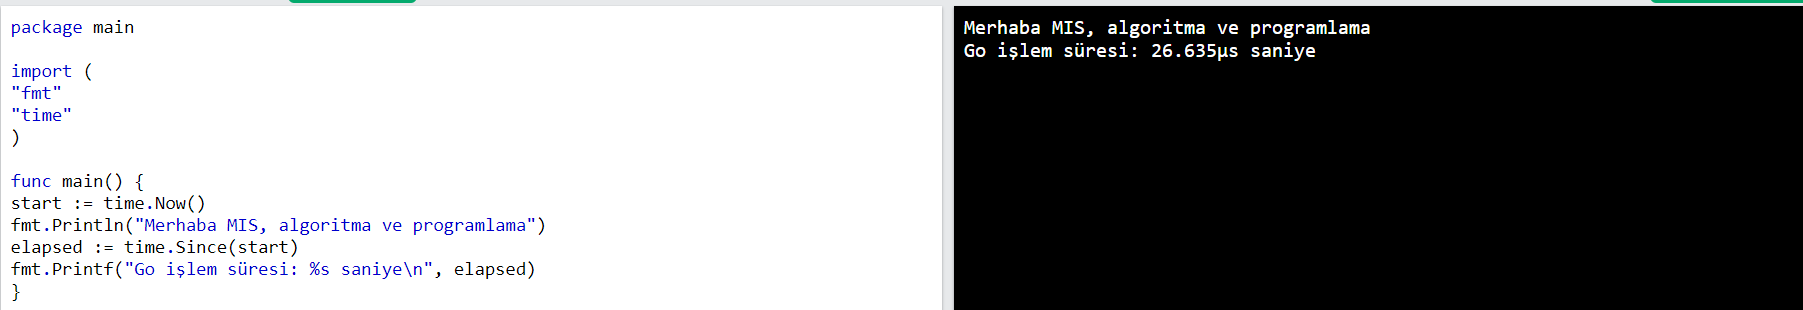 package main
import (
"fmt"
"time"
)
func main() {
start := time.Now()
fmt.Println("Merhaba MIS, algoritma ve programlama")
elapsed := time.Since(start)
fmt.Printf("Go işlem süresi: %s saniye\n", elapsed)
}
Merhaba MIS, algoritma ve programlama
Go işlem süresi: 26.635µs saniye